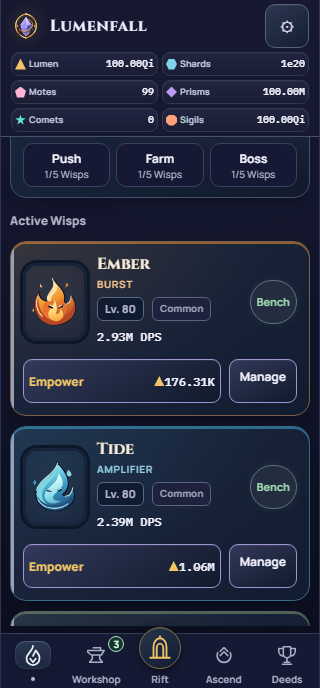 Lumenfall
Lumen 100.00Qi
Shards 1e20
Motes 99
Prisms 100.00M
Comets 0
Sigils 100.00Qi
Push
1/5 Wisps
Farm
1/5 Wisps
Boss
1/5 Wisps
Active Wisps
Ember
BURST
Lv. 80
Common
2.93M DPS
Bench
Empower 176.31K
Manage
Tide
AMPLIFIER
Lv. 80
Common
2.39M DPS
Bench
Empower 1.06M
Manage
3
Workshop
Rift
Ascend
Deeds